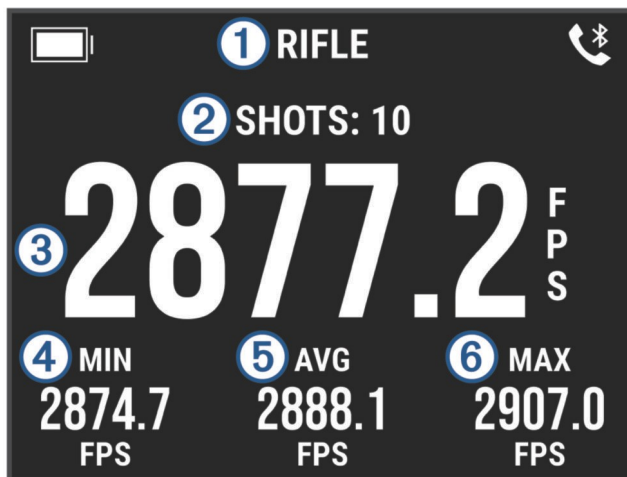 1 RIFLE
2 SHOTS: 10
3 2877.2 FPS
4 MIN 5 AVG 6 MAX
2874.7 2888.1 2907.0
FPS FPS FPS